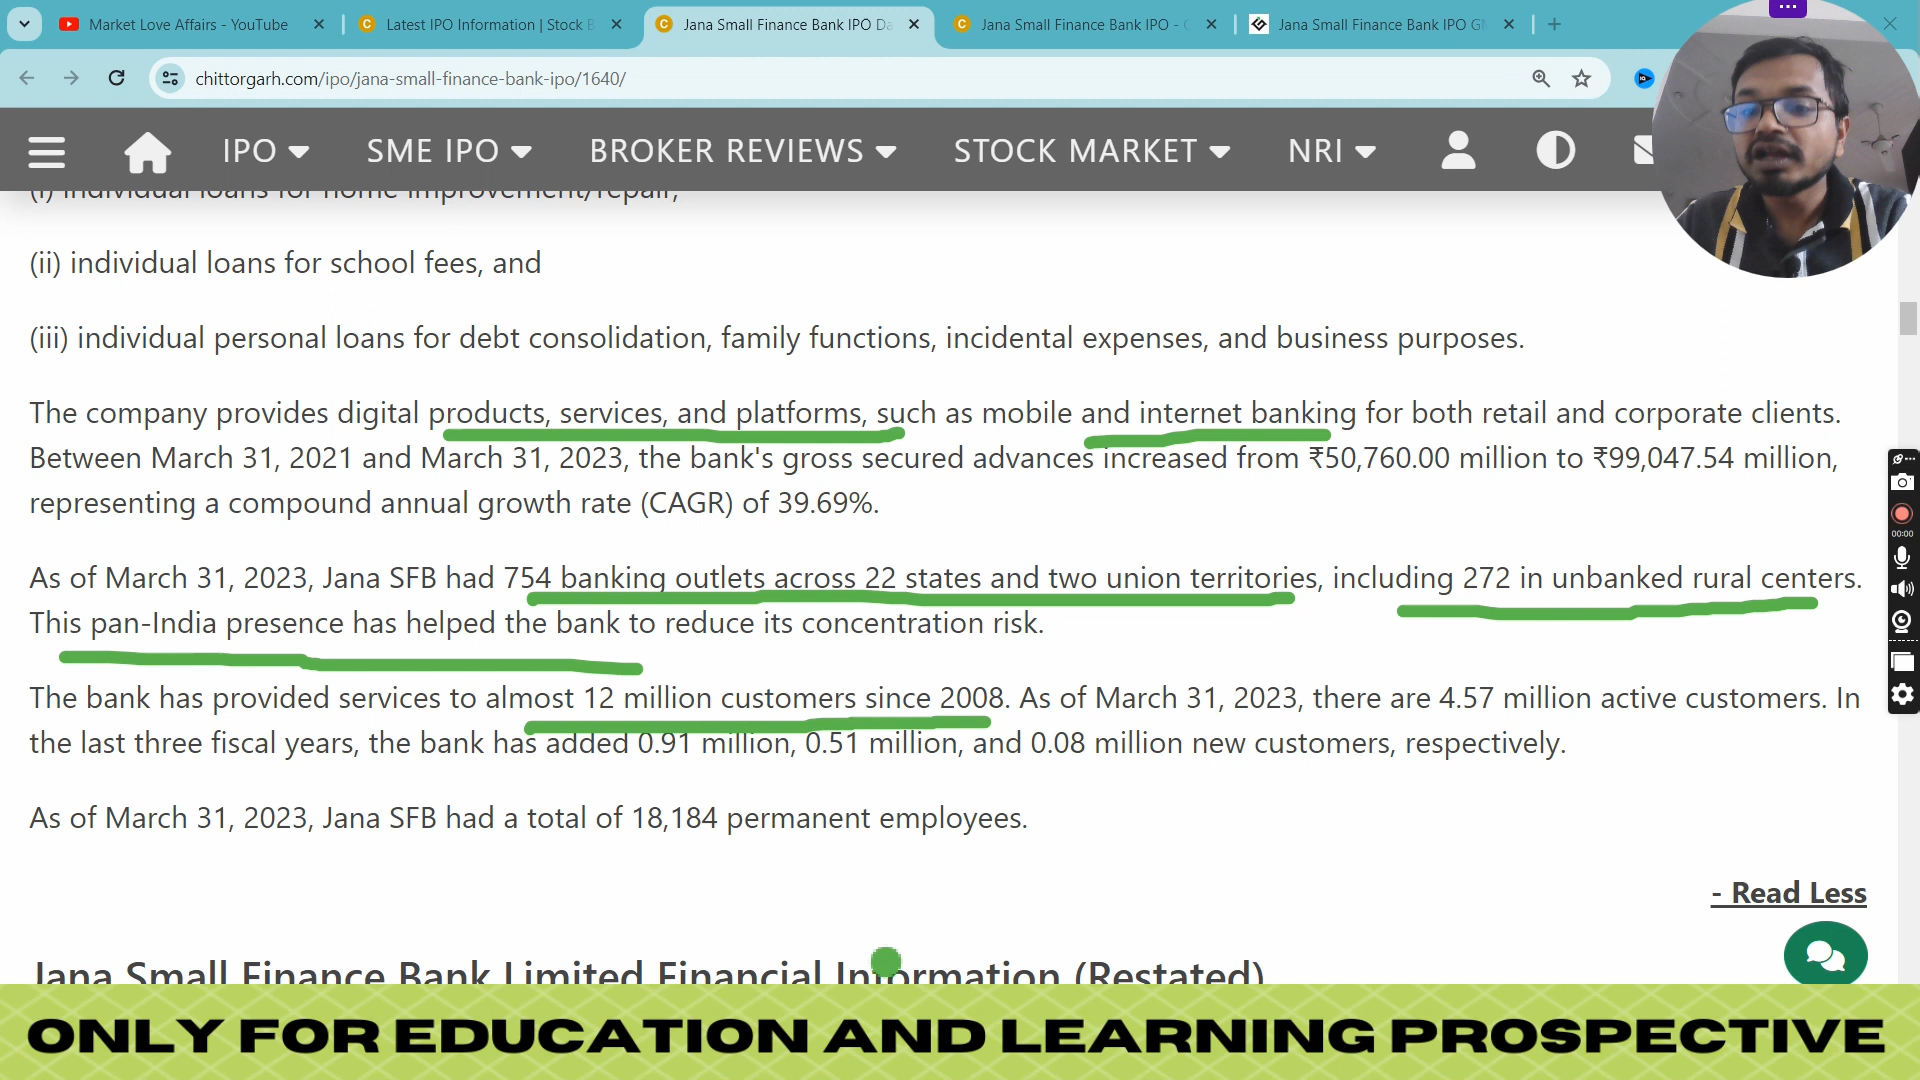 Market Love Affairs - YouTube
Latest IPO Information | Stock B
Jana Small Finance Bank IPO Da
Jana Small Finance Bank IPO - G
Jana Small Finance Bank IPO GM
chittorgarh.com/ipo/jana-small-finance-bank-ipo/1640/
IPO SME IPO BROKER REVIEWS STOCK MARKET NRI
(i) individual loans for home improvement/repair,
(ii) individual loans for school fees, and
(iii) individual personal loans for debt consolidation, family functions, incidental expenses, and business purposes.
The company provides digital products, services, and platforms, such as mobile and internet banking for both retail and corporate clients.
Between March 31, 2021 and March 31, 2023, the bank's gross secured advances increased from ₹50,760.00 million to ₹99,047.54 million,
representing a compound annual growth rate (CAGR) of 39.69%.
As of March 31, 2023, Jana SFB had 754 banking outlets across 22 states and two union territories, including 272 in unbanked rural centers.
This pan-India presence has helped the bank to reduce its concentration risk.
The bank has provided services to almost 12 million customers since 2008. As of March 31, 2023, there are 4.57 million active customers. In
the last three fiscal years, the bank has added 0.91 million, 0.51 million, and 0.08 million new customers, respectively.
As of March 31, 2023, Jana SFB had a total of 18,184 permanent employees.
- Read Less
Jana Small Finance Bank Limited Financial Information (Restated)
00:00
ONLY FOR EDUCATION AND LEARNING PROSPECTIVE